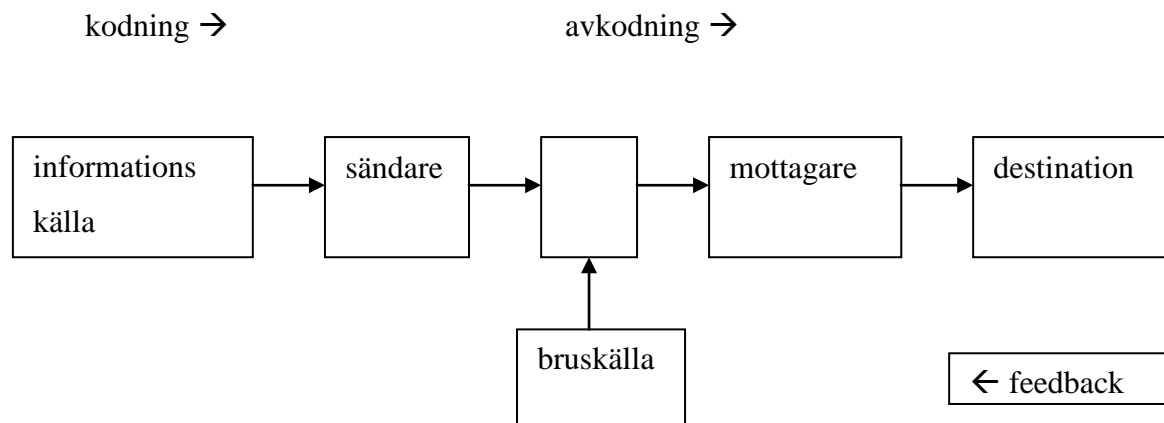 kodning → avkodning →
informations
källa
sändare
mottagare
destination
bruskälla
← feedback